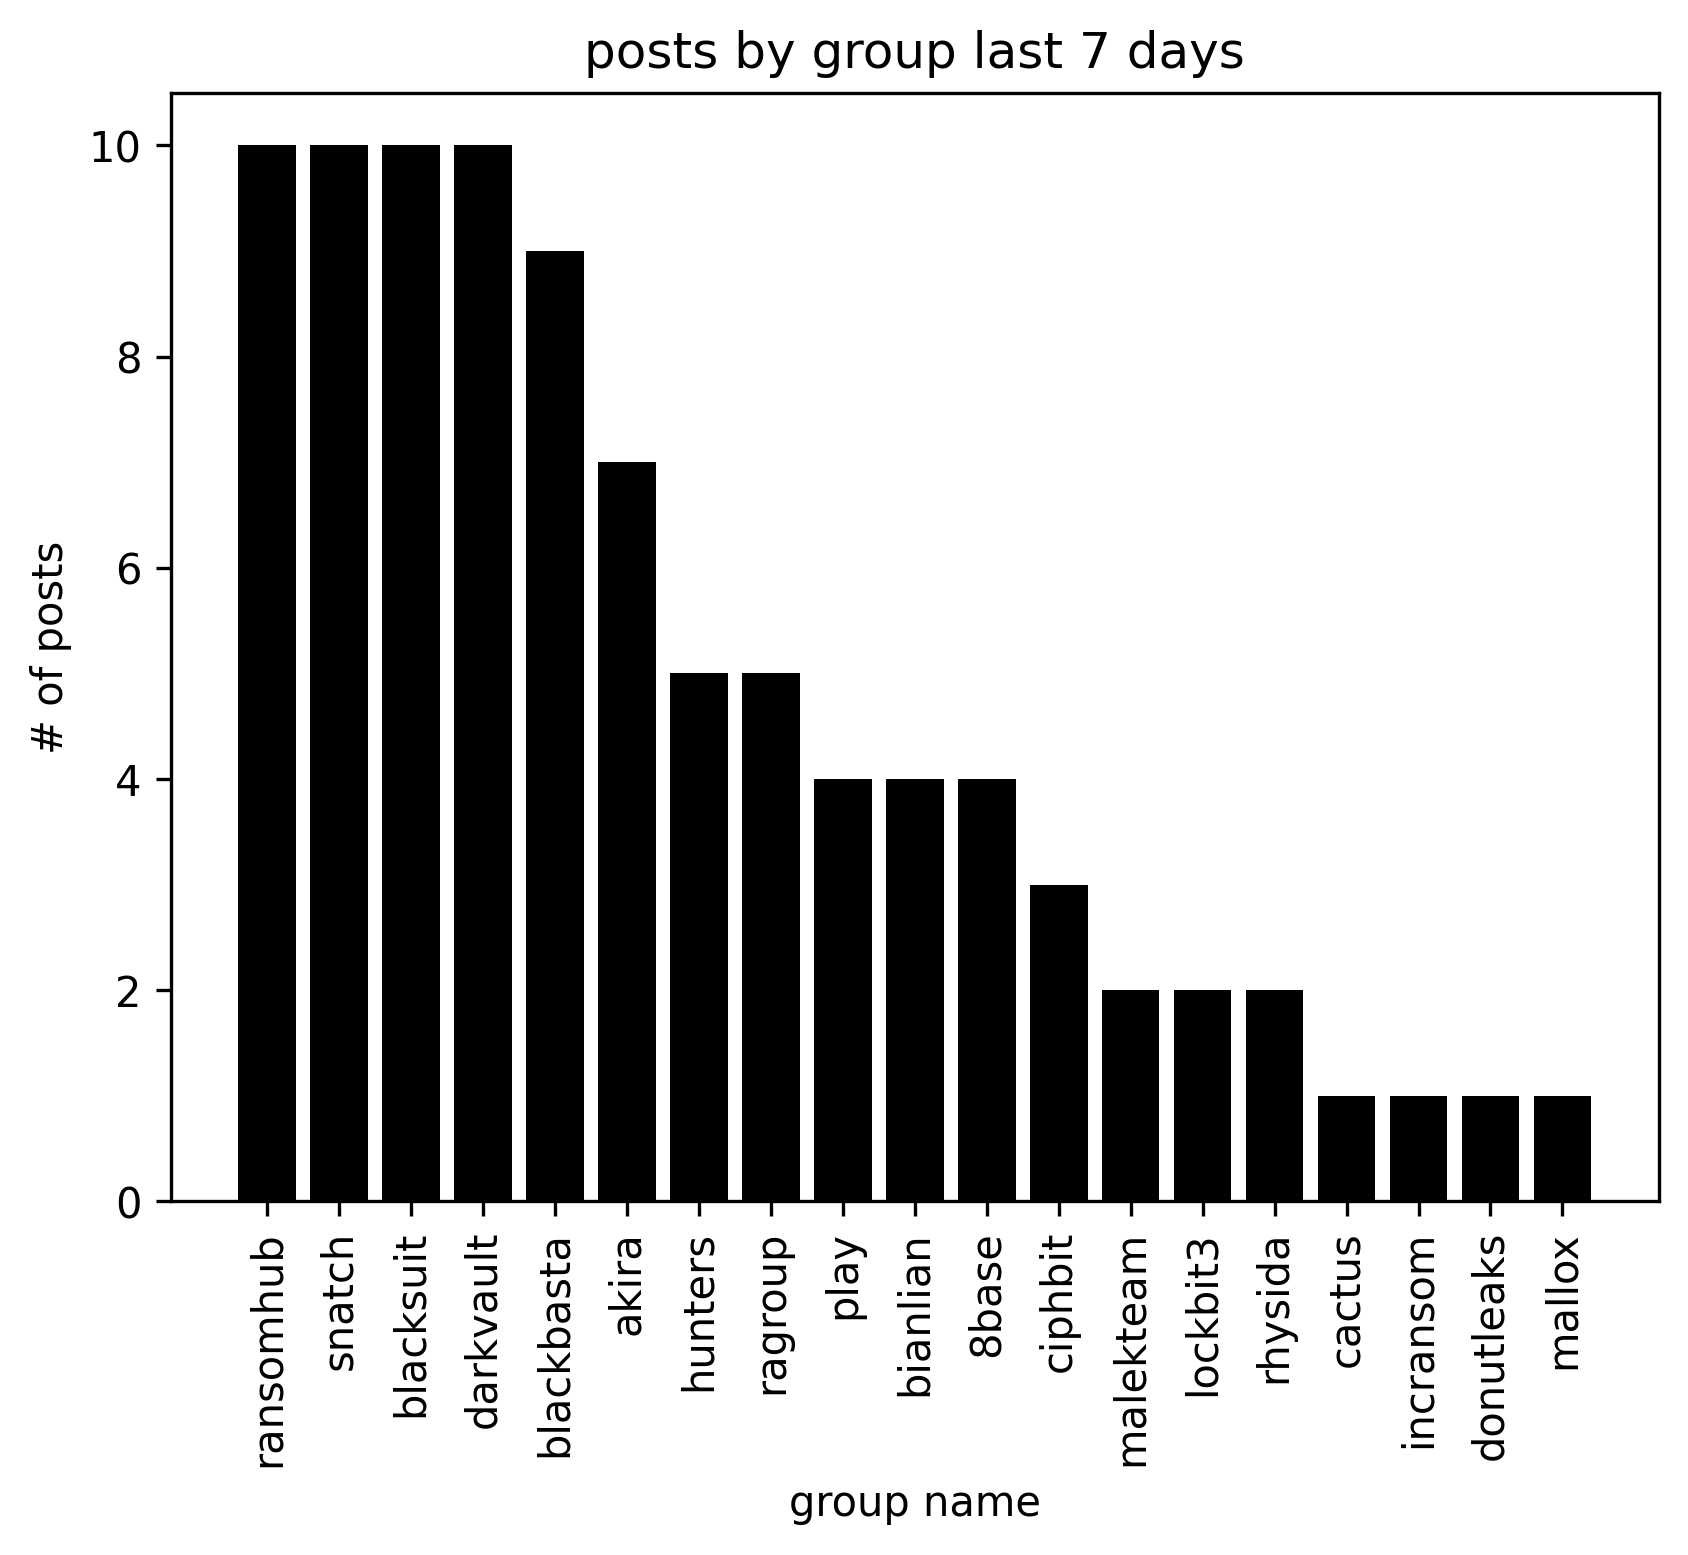 posts by group last 7 days
# of posts
10
8
6
4
2
0
ransomhub
snatch
blacksuit
darkvault
blackbasta
akira
hunters
ragroup
play
bianlian
8base
ciphbit
malekteam
lockbit3
rhysida
cactus
incransom
donutleaks
mallox
group name